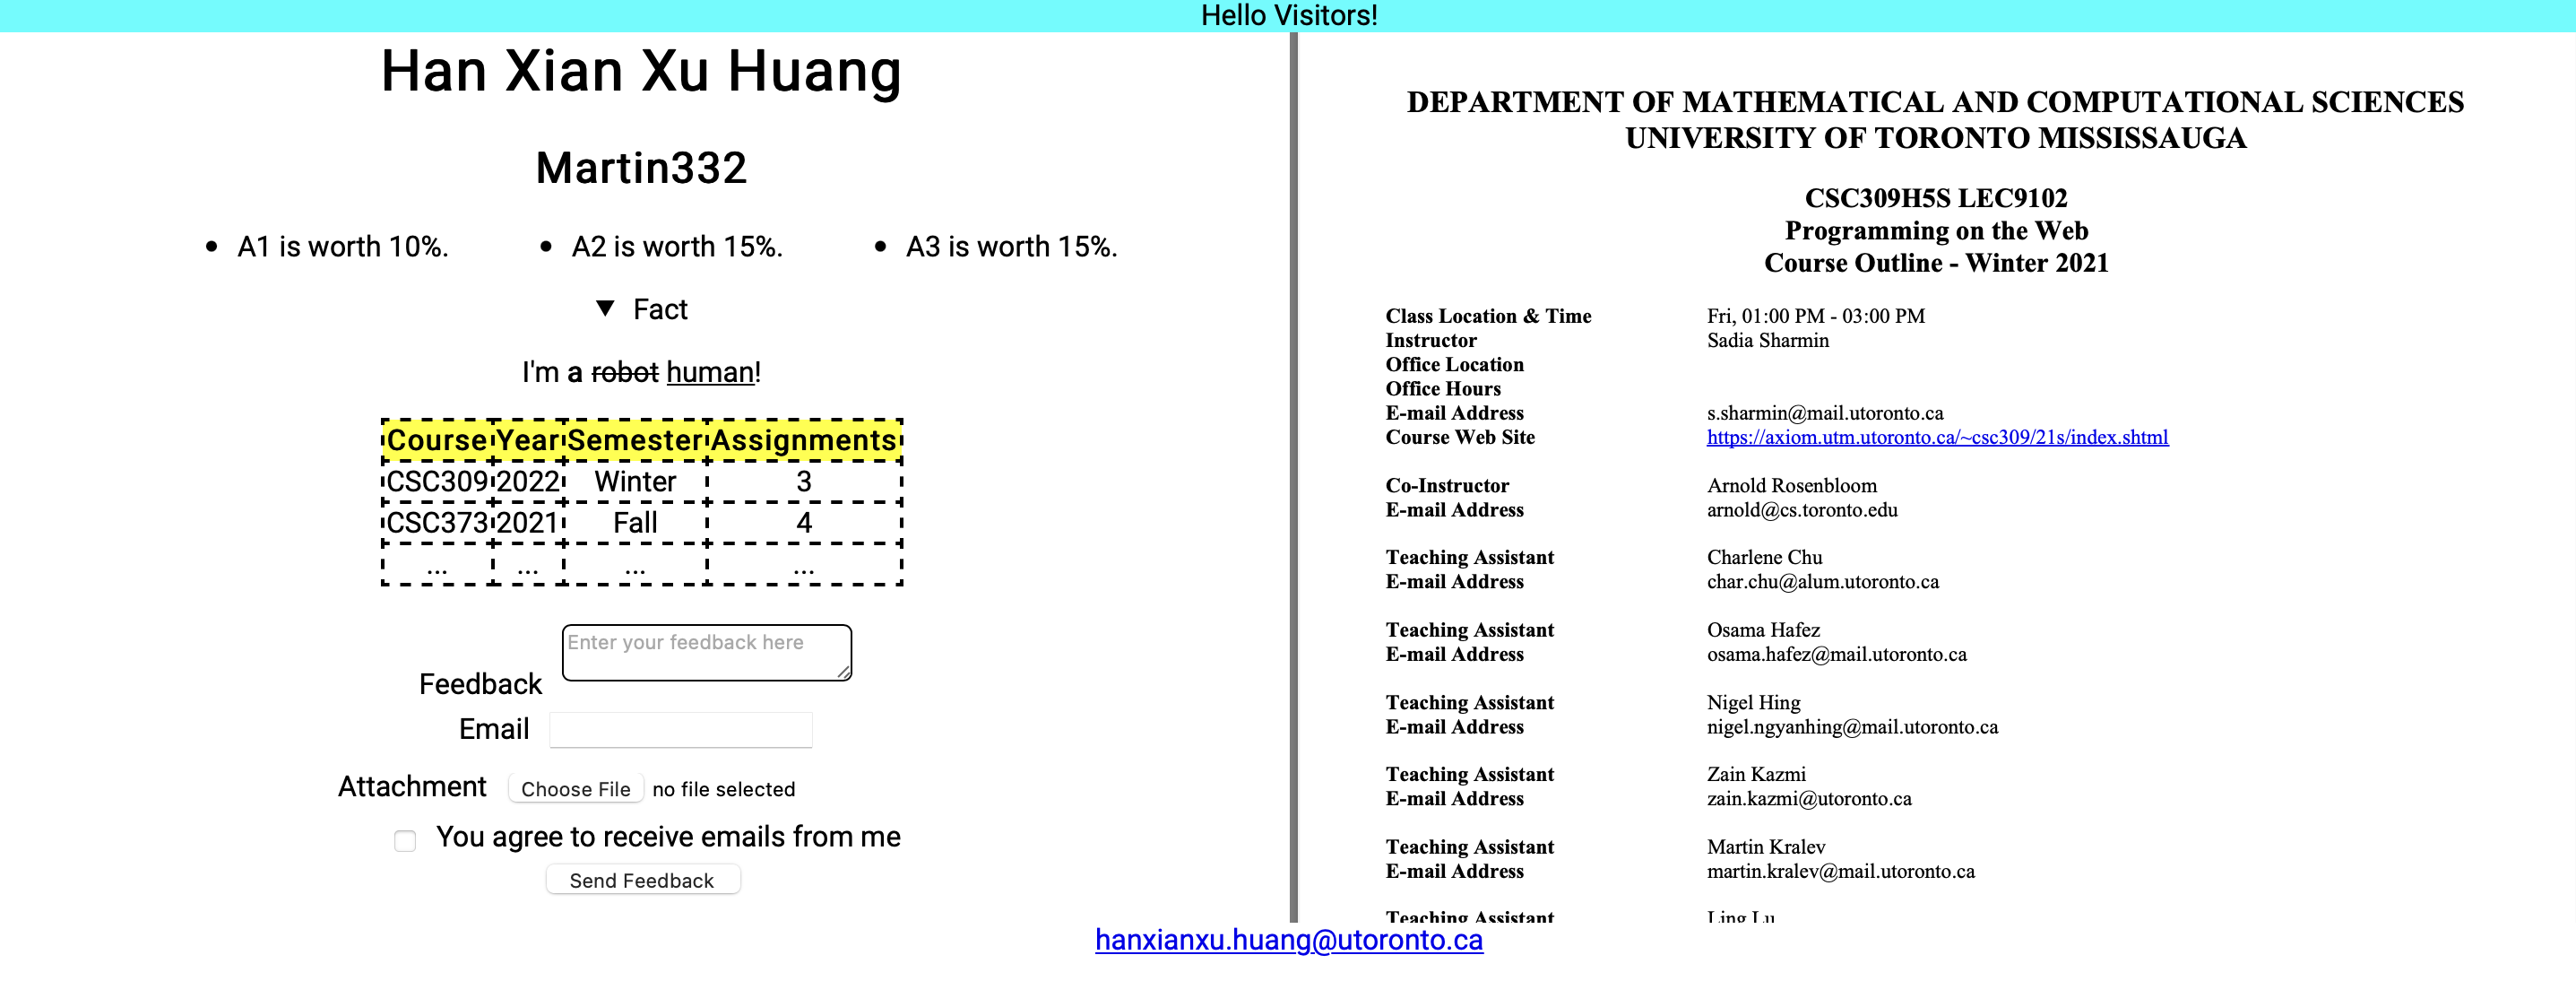 Hello Visitors!
Han Xian Xu Huang
Martin332
• A1 is worth 10%. • A2 is worth 15%. • A3 is worth 15%.
▼ Fact
I'm a robot human!
Course Year Semester Assignments
CSC309 2022 Winter 3
CSC373 2021 Fall 4
... ... ... ...
Enter your feedback here
Feedback
Email
Attachment Choose File no file selected
You agree to receive emails from me
Send Feedback
DEPARTMENT OF MATHEMATICAL AND COMPUTATIONAL SCIENCES
UNIVERSITY OF TORONTO MISSISSAUGA
CSC309H5S LEC9102
Programming on the Web
Course Outline - Winter 2021
Class Location & Time Fri, 01:00 PM - 03:00 PM
Instructor Sadia Sharmin
Office Location
Office Hours
E-mail Address s.sharmin@mail.utoronto.ca
Course Web Site https://axiom.utm.utoronto.ca/~csc309/21s/index.shtml
Co-Instructor Arnold Rosenbloom
E-mail Address arnold@cs.toronto.edu
Teaching Assistant Charlene Chu
E-mail Address char.chu@alum.utoronto.ca
Teaching Assistant Osama Hafez
E-mail Address osama.hafez@mail.utoronto.ca
Teaching Assistant Nigel Hing
E-mail Address nigel.ngyanhing@mail.utoronto.ca
Teaching Assistant Zain Kazmi
E-mail Address zain.kazmi@utoronto.ca
Teaching Assistant Martin Kralev
E-mail Address martin.kralev@mail.utoronto.ca
Teaching Assistant Ling Lu
hanxianxu.huang@utoronto.ca